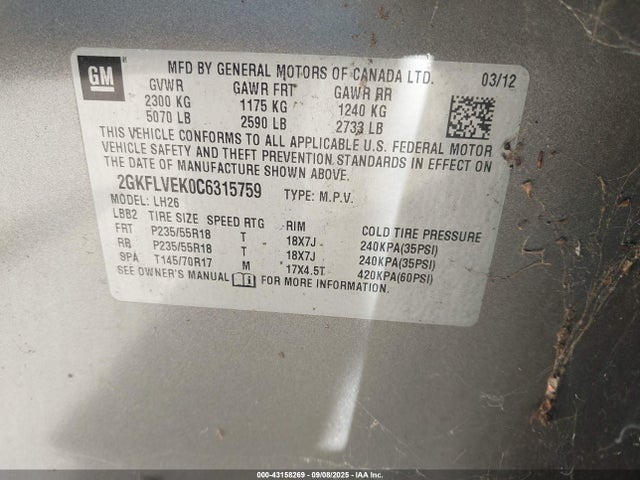 GM
MFD BY GENERAL MOTORS OF CANADA LTD. 03/12
GVWR GAWR FRT GAWR RR
2300 KG 1175 KG 1240 KG
5070 LB 2590 LB 2733 LB
THIS VEHICLE CONFORMS TO ALL APPLICABLE U.S. FEDERAL MOTOR
VEHICLE SAFETY AND THEFT PREVENTION STANDARDS IN EFFECT ON
THE DATE OF MANUFACTURE SHOWN ABOVE.
2GKFLVEK0C6315759 TYPE: M.P.V.
MODEL: LH26
LBB2 TIRE SIZE SPEED RTG RIM COLD TIRE PRESSURE
FRT P235/55R18 T 18X7J 240KPA(35PSI)
RR P235/55R18 T 18X7J 240KPA(35PSI)
SPA T145/70R17 M 17X4.5T 420KPA(60PSI)
SEE OWNER'S MANUAL FOR MORE INFORMATION.
000-43158269 - 09/08/2025 - IAA Inc.